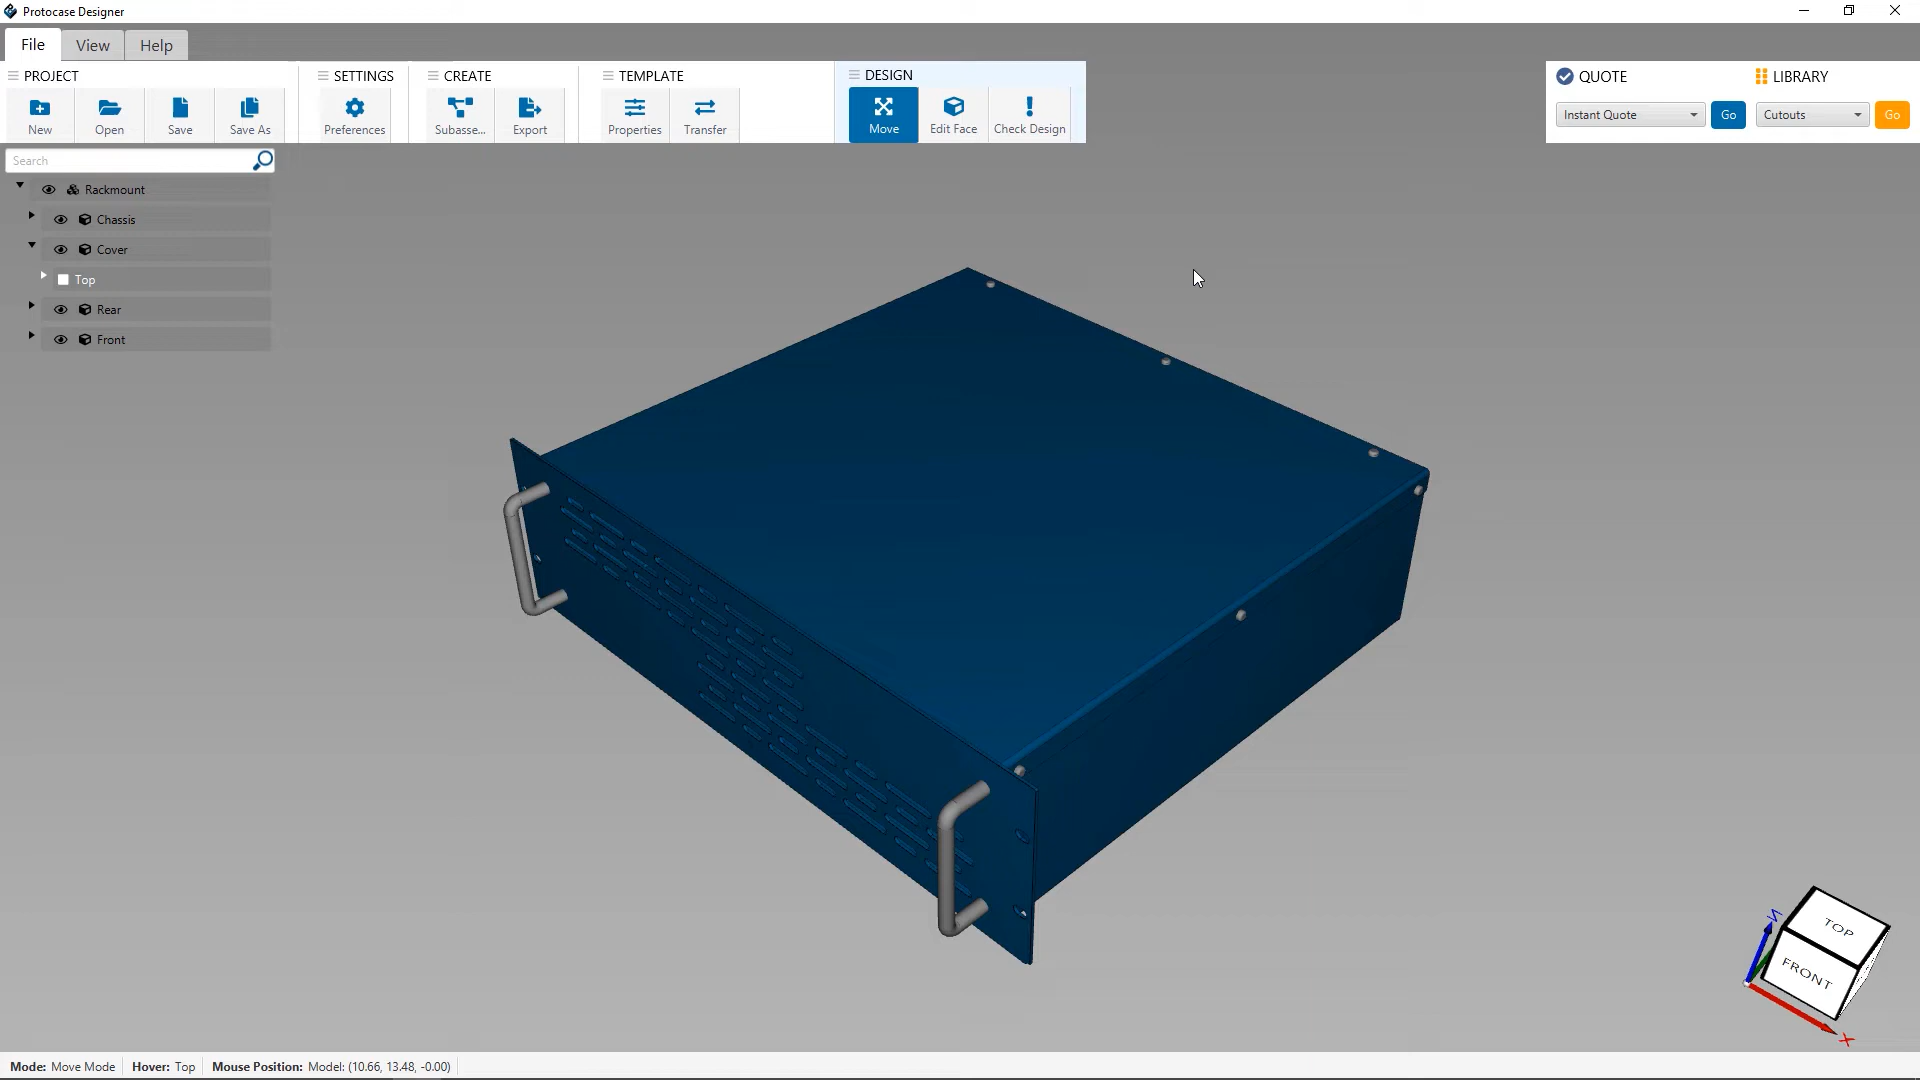 Protocase Designer
File View Help
PROJECT SETTINGS CREATE TEMPLATE DESIGN QUOTE LIBRARY
New Open Save Save As Preferences Subasse... Export Properties Transfer Move Edit Face Check Design Instant Quote Go Cutouts Go
Search
Rackmount
Chassis
Cover
Top
Rear
Front
TOP
FRONT
Z
X
Mode: Move Mode Hover: Top Mouse Position: Model: (10.66, 13.48, -0.00)